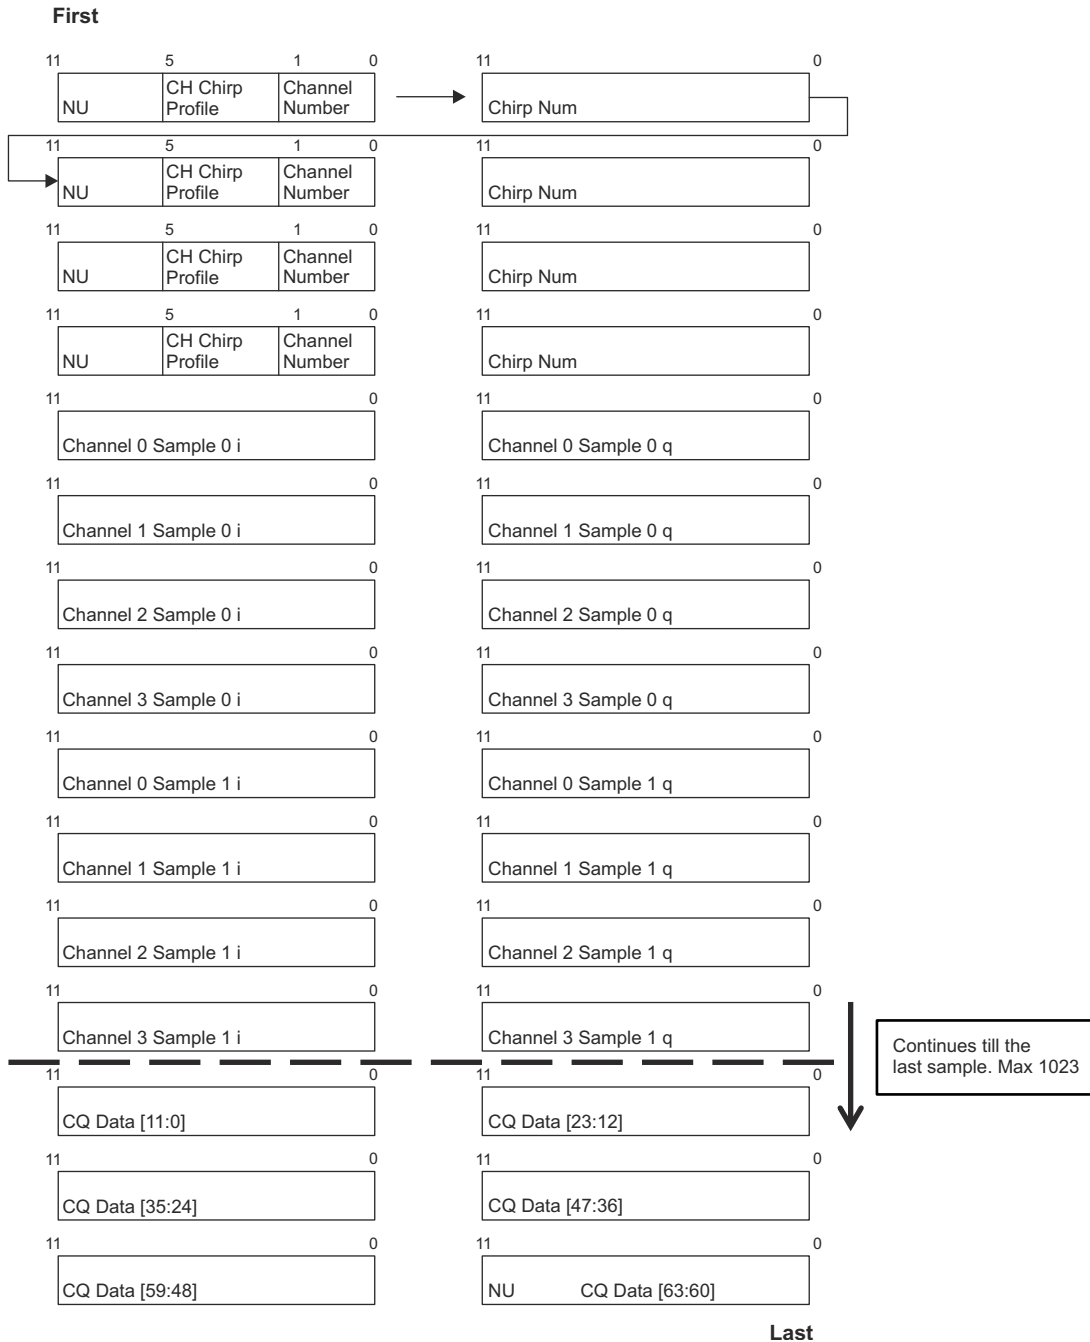 First
11 5 1 0 11 0
NU CH Chirp Profile Channel Number Chirp Num
11 5 1 0 11 0
NU CH Chirp Profile Channel Number Chirp Num
11 5 1 0 11 0
NU CH Chirp Profile Channel Number Chirp Num
11 5 1 0 11 0
NU CH Chirp Profile Channel Number Chirp Num
11 0 11 0
Channel 0 Sample 0 i Channel 0 Sample 0 q
11 0 11 0
Channel 1 Sample 0 i Channel 1 Sample 0 q
11 0 11 0
Channel 2 Sample 0 i Channel 2 Sample 0 q
11 0 11 0
Channel 3 Sample 0 i Channel 3 Sample 0 q
11 0 11 0
Channel 0 Sample 1 i Channel 0 Sample 1 q
11 0 11 0
Channel 1 Sample 1 i Channel 1 Sample 1 q
11 0 11 0
Channel 2 Sample 1 i Channel 2 Sample 1 q
11 0 11 0
Channel 3 Sample 1 i Channel 3 Sample 1 q
Continues till the
last sample. Max 1023
11 0 11 0
CQ Data [11:0] CQ Data [23:12]
11 0 11 0
CQ Data [35:24] CQ Data [47:36]
11 0 11 0
CQ Data [59:48] NU CQ Data [63:60]
Last